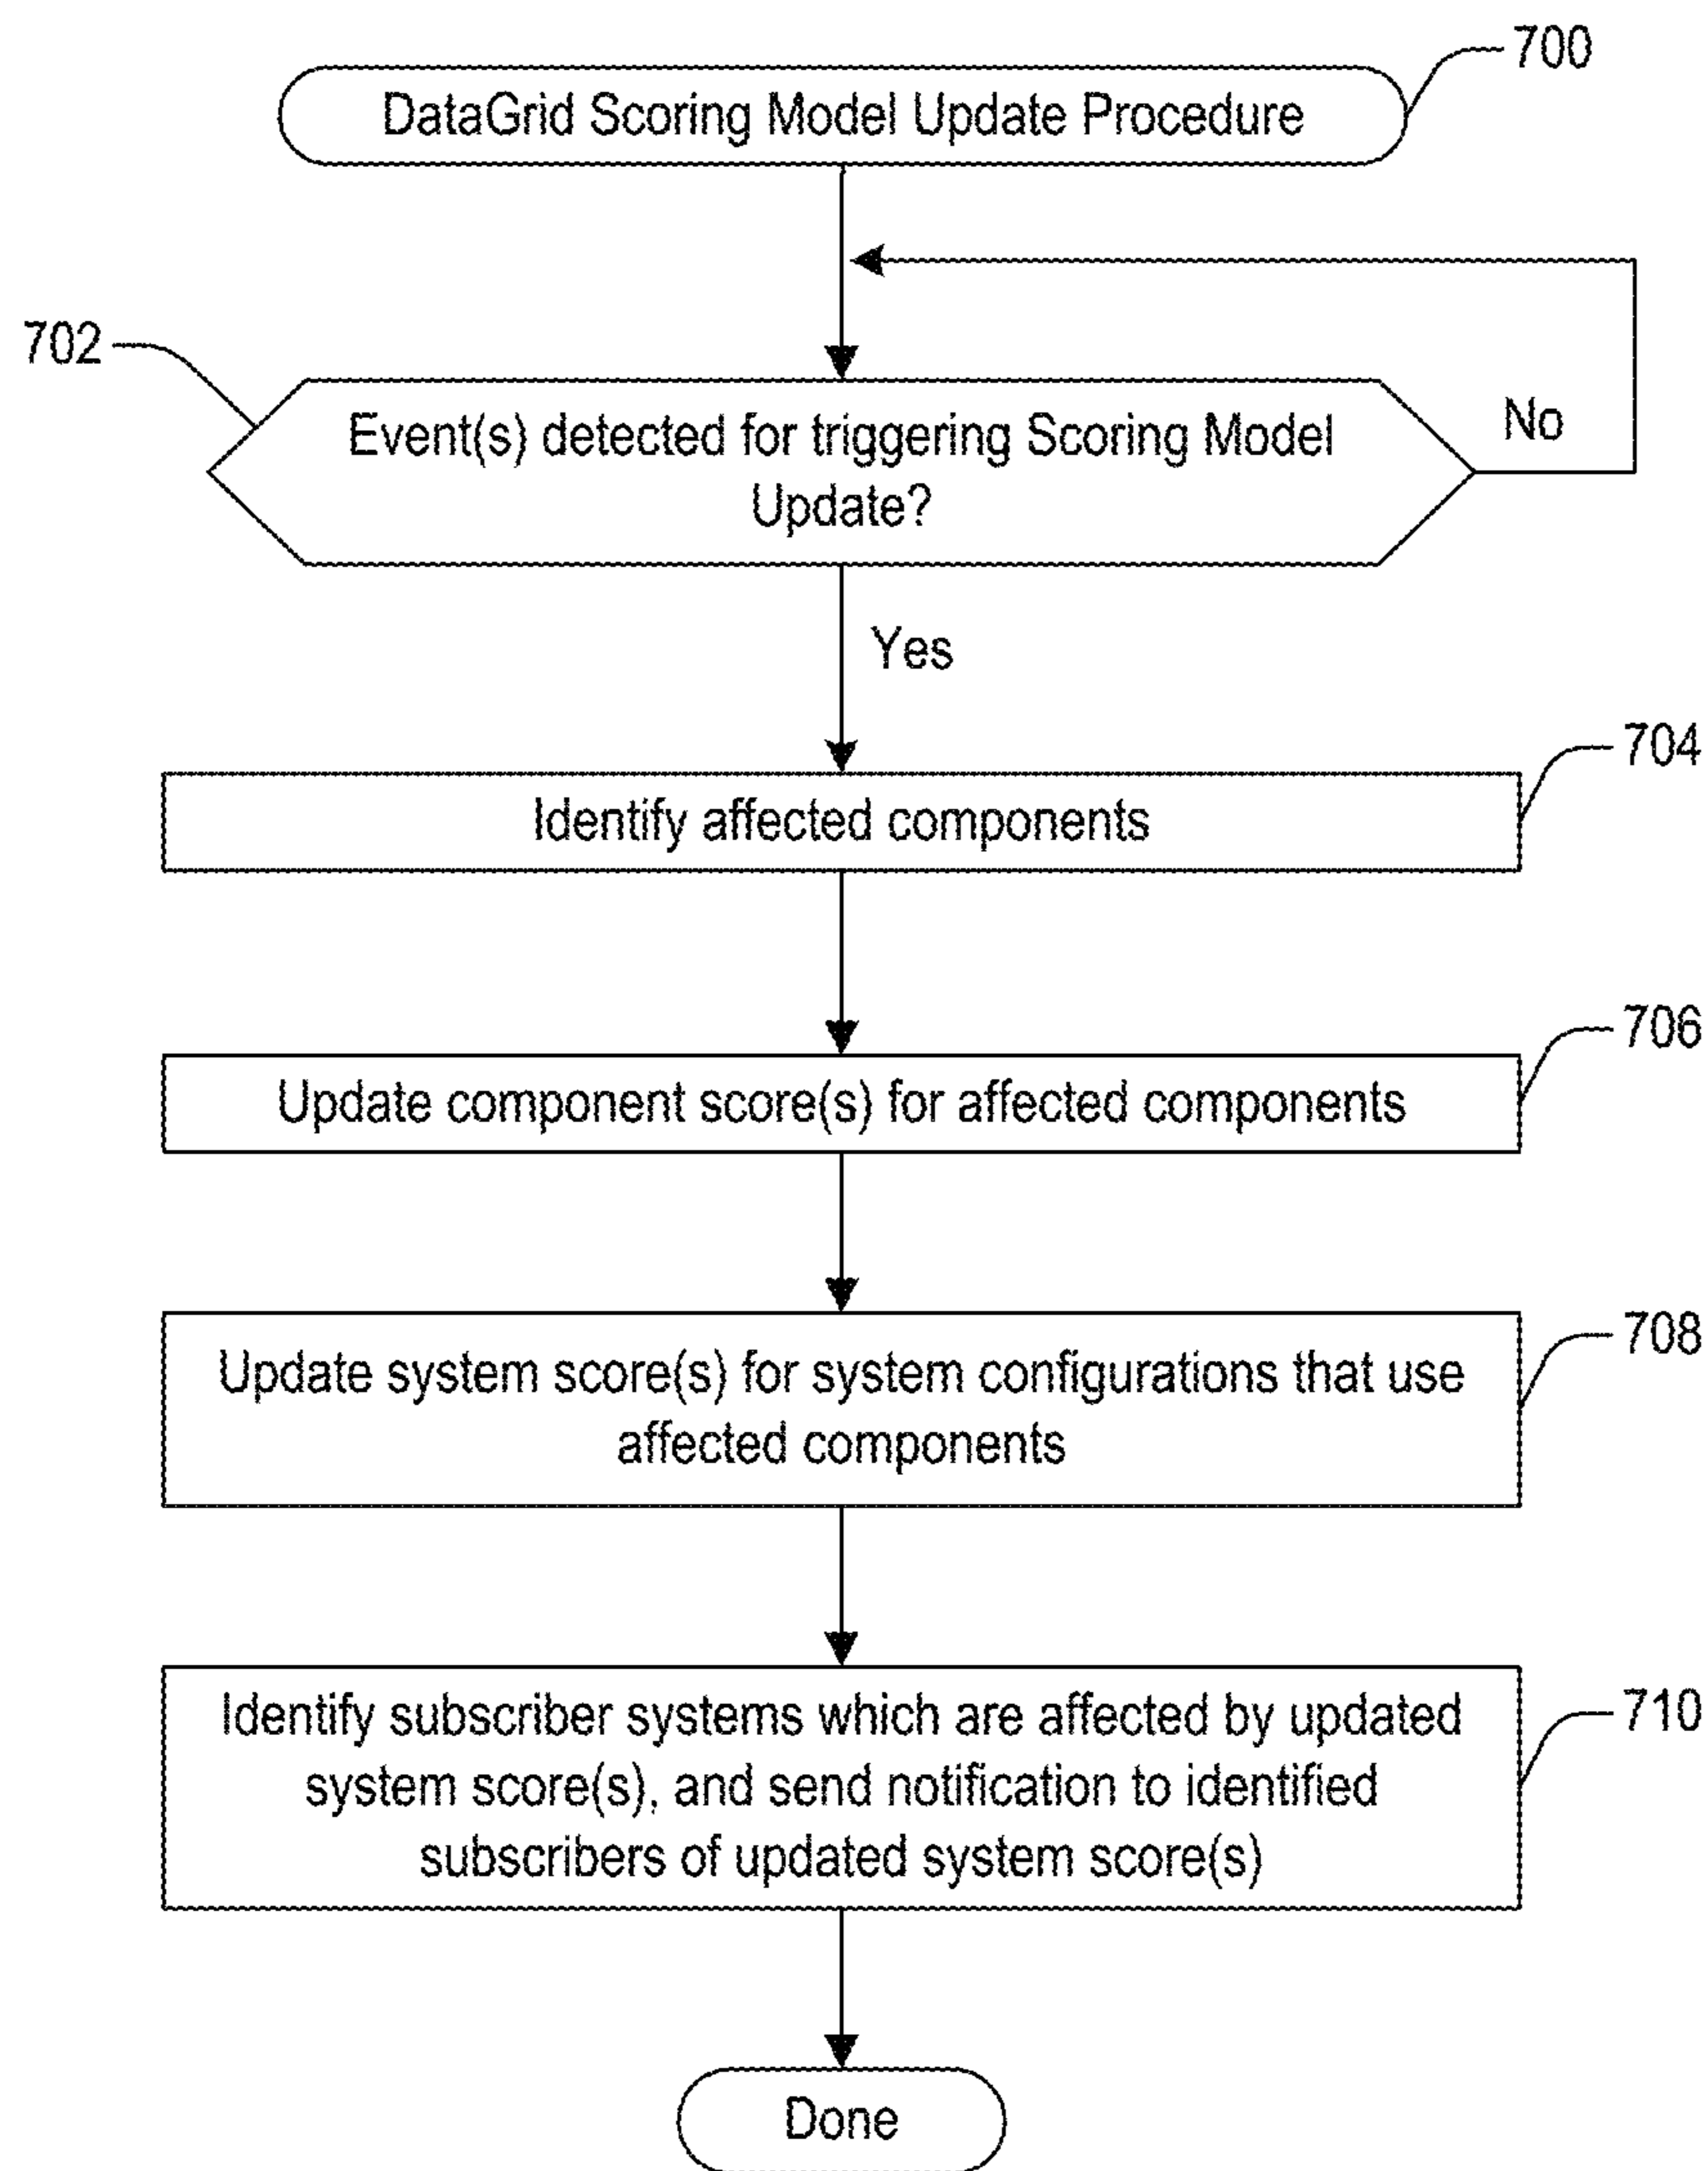 700
DataGrid Scoring Model Update Procedure
702
Event(s) detected for triggering Scoring Model
Update?
No
Yes
704
Identify affected components
706
Update component score(s) for affected components
708
Update system score(s) for system configurations that use
affected components
710
Identify subscriber systems which are affected by updated
system score(s), and send notification to identified
subscribers of updated system score(s)
Done